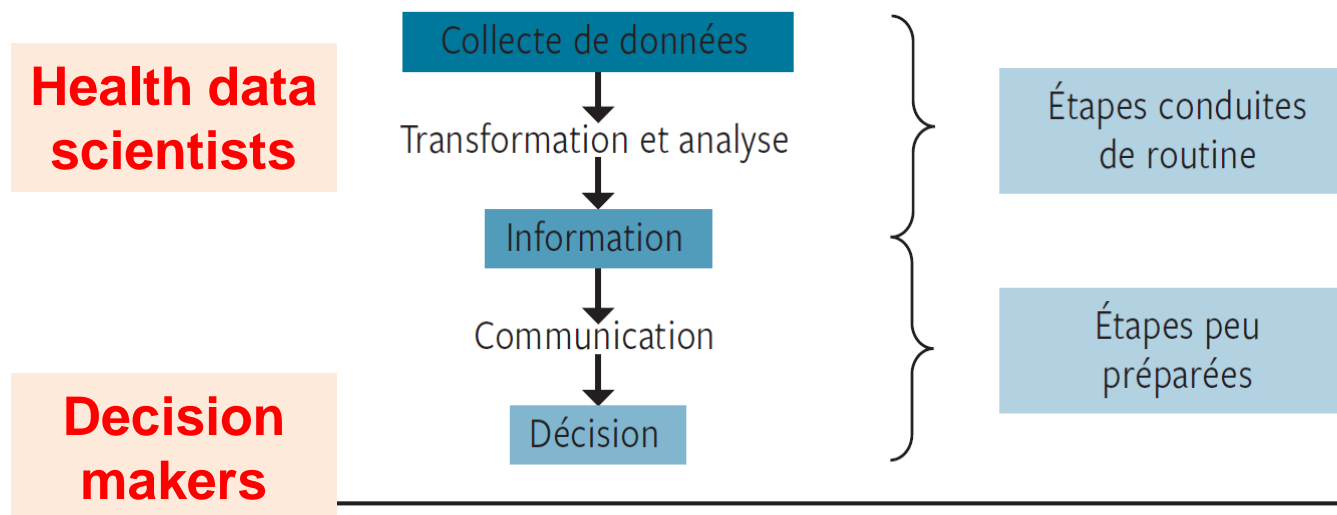 Health data
scientists
Collecte de données
Transformation et analyse
Information
Communication
Décision
Étapes conduites
de routine
Étapes peu
préparées
Decision
makers